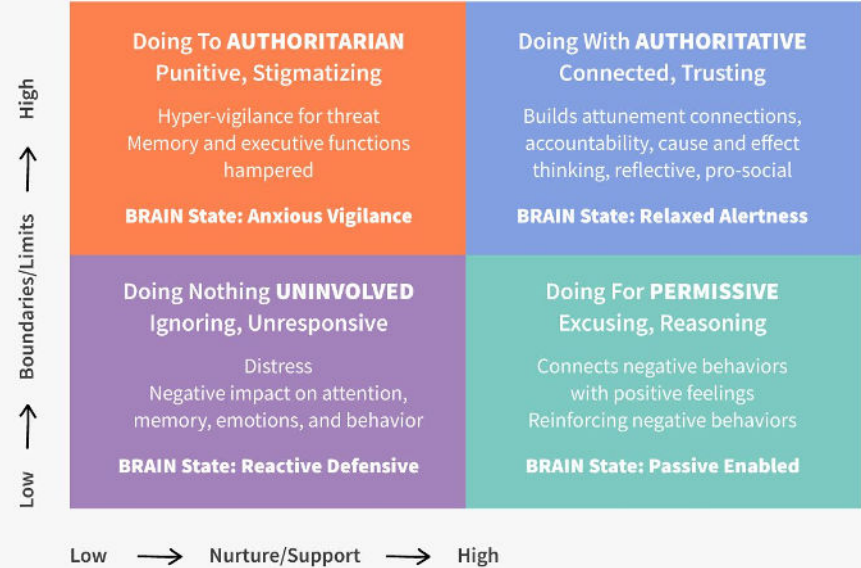 Doing To AUTHORITARIAN
Punitive, Stigmatizing
Hyper-vigilance for threat
Memory and executive functions
hampered
BRAIN State: Anxious Vigilance
Doing With AUTHORITATIVE
Connected, Trusting
Builds attunement connections,
accountability, cause and effect
thinking, reflective, pro-social
BRAIN State: Relaxed Alertness
Doing Nothing UNINVOLVED
Ignoring, Unresponsive
Distress
Negative impact on attention,
memory, emotions, and behavior
BRAIN State: Reactive Defensive
Doing For PERMISSIVE
Excusing, Reasoning
Connects negative behaviors
with positive feelings
Reinforcing negative behaviors
BRAIN State: Passive Enabled
Low → Boundaries/Limits → High
Low → Nurture/Support → High